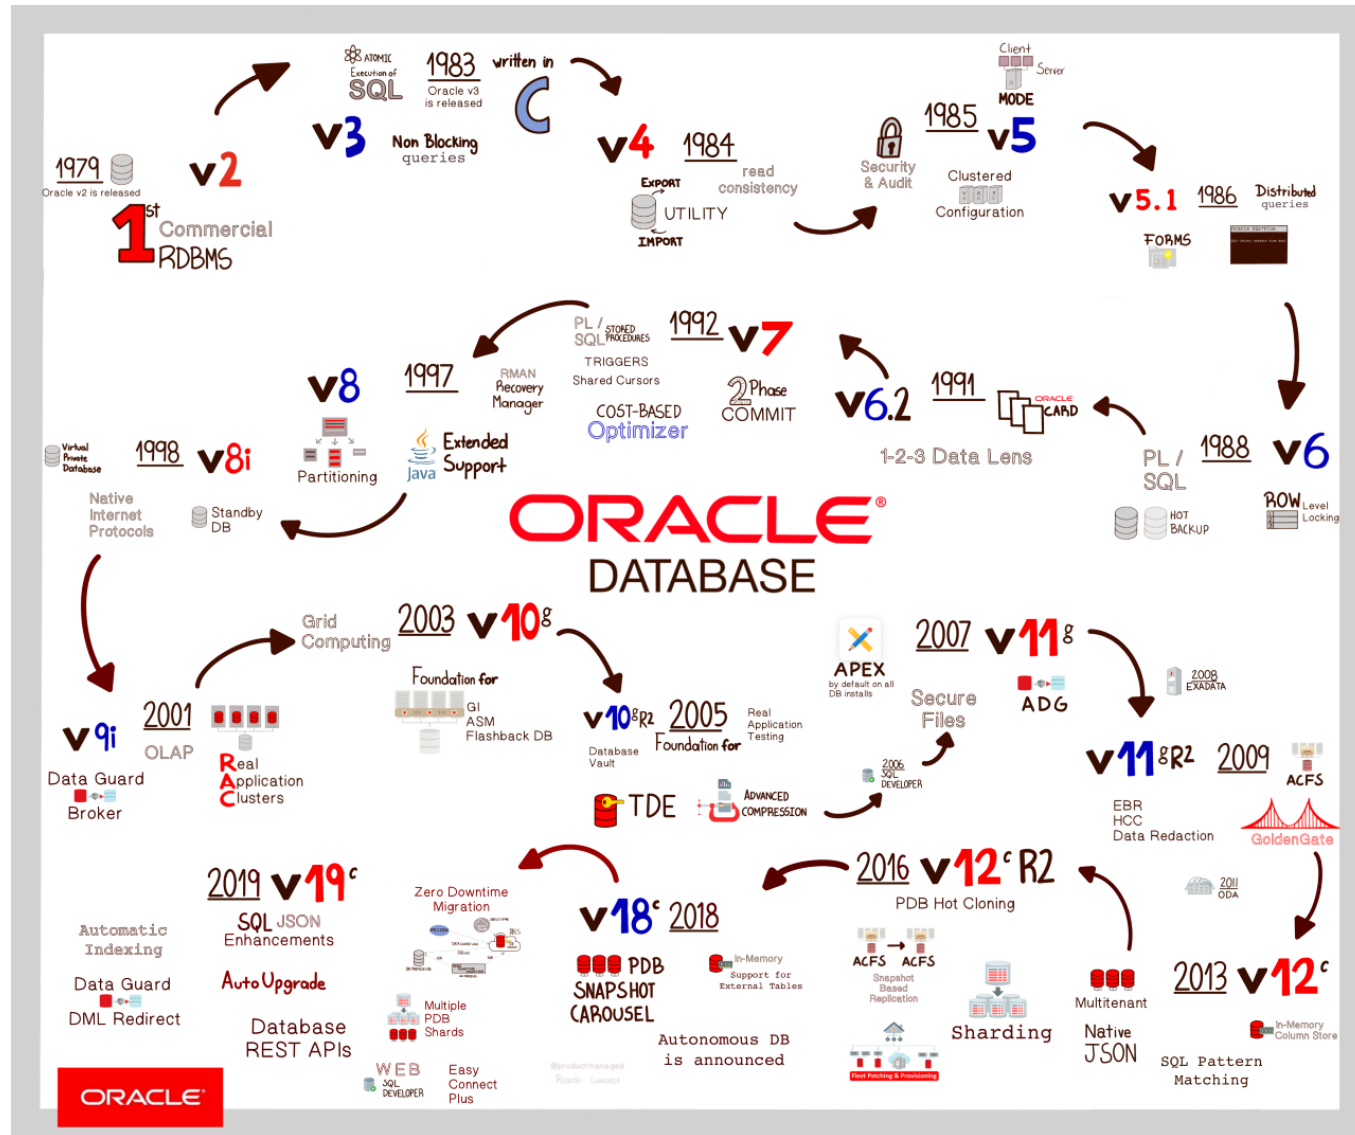 1979
Oracle v2 is released
v2
1st
Commercial
RDBMS
ATOMIC
Execution of
SQL
1983
Oracle v3
is released
written in
C
v3
Non Blocking
queries
v4
1984
read
consistency
EXPORT
UTILITY
IMPORT
Security
& Audit
1985
v5
Client
Server
MODE
Clustered
Configuration
v5.1
1986
Distributed
queries
FORMS
v6
1988
PL /
SQL
HOT
BACKUP
ROW Level
Locking
v6.2
1991
ORACLE
CARD
1-2-3 Data Lens
1992
v7
PL /
SQL
STORED
PROCEDURES
TRIGGERS
Shared Cursors
COST-BASED
Optimizer
2 Phase
COMMIT
v8
1997
RMAN
Recovery
Manager
Partitioning
Java
Extended
Support
1998
v8i
Virtual
Private
Database
Native
Internet
Protocols
Standby
DB
ORACLE®
DATABASE
v9i
2001
OLAP
Data Guard
Broker
Real
Application
Clusters
Grid
Computing
2003
v10g
Foundation for
GI
ASM
Flashback DB
v10gR2
2005
Database
Vault
Foundation for
Real
Application
Testing
TDE
ADVANCED
COMPRESSION
2006
SQL
DEVELOPER
APEX
by default on all
DB installs
2007
v11g
Secure
Files
ADG
2008
EXADATA
v11gR2
2009
ACFS
EBR
HCC
Data Redaction
GoldenGate
2011
ODA
2013
v12c
In-Memory
Column Store
Multitenant
Native
JSON
SQL Pattern
Matching
2016
v12c R2
PDB Hot Cloning
ACFS
ACFS
Snapshot
Based
Replication
Sharding
Fleet Patching & Provisioning
v18c
2018
PDB
SNAPSHOT
CAROUSEL
In-Memory
Support for
External Tables
Autonomous DB
is announced
2019
v19c
SQL JSON
Enhancements
Automatic
Indexing
Data Guard
DML Redirect
AutoUpgrade
Database
REST APIs
Zero Downtime
Migration
Multiple
PDB
Shards
WEB
SQL
DEVELOPER
Easy
Connect
Plus
@productmanaged
ORACLE